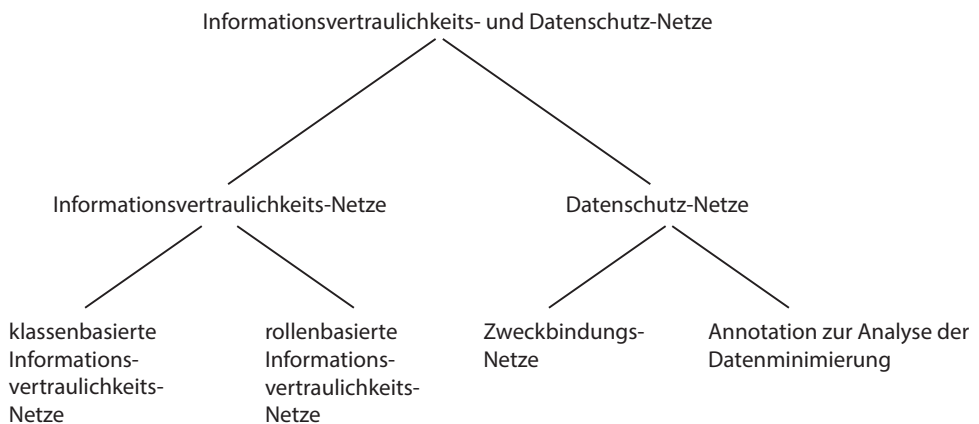 Informationsvertraulichkeits- und Datenschutz-Netze
Informationsvertraulichkeits-Netze
Datenschutz-Netze
klassenbasierte
Informations-
vertraulichkeits-
Netze
rollenbasierte
Informations-
vertraulichkeits-
Netze
Zweckbindungs-
Netze
Annotation zur Analyse der
Datenminimierung